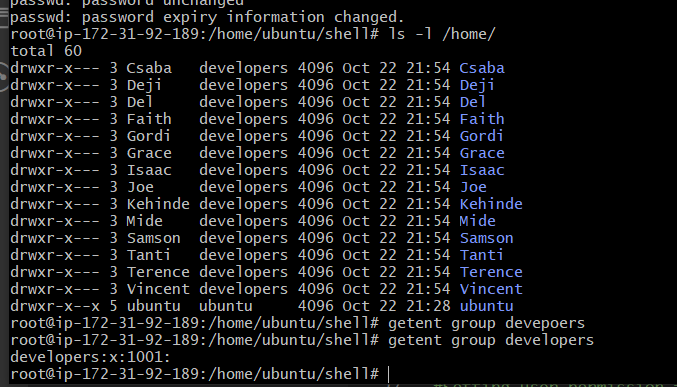 passwd: password unchanged
passwd: password expiry information changed.
root@ip-172-31-92-189:/home/ubuntu/shell# ls -l /home/
total 60
drwxr-x--- 3 Csaba    developers 4096 Oct 22 21:54 Csaba
drwxr-x--- 3 Deji     developers 4096 Oct 22 21:54 Deji
drwxr-x--- 3 Del      developers 4096 Oct 22 21:54 Del
drwxr-x--- 3 Faith    developers 4096 Oct 22 21:54 Faith
drwxr-x--- 3 Gordi    developers 4096 Oct 22 21:54 Gordi
drwxr-x--- 3 Grace    developers 4096 Oct 22 21:54 Grace
drwxr-x--- 3 Isaac    developers 4096 Oct 22 21:54 Isaac
drwxr-x--- 3 Joe      developers 4096 Oct 22 21:54 Joe
drwxr-x--- 3 Kehinde  developers 4096 Oct 22 21:54 Kehinde
drwxr-x--- 3 Mide     developers 4096 Oct 22 21:54 Mide
drwxr-x--- 3 Samson   developers 4096 Oct 22 21:54 Samson
drwxr-x--- 3 Tanti    developers 4096 Oct 22 21:54 Tanti
drwxr-x--- 3 Terence  developers 4096 Oct 22 21:54 Terence
drwxr-x--- 3 Vincent  developers 4096 Oct 22 21:54 Vincent
drwxr-x--x 5 ubuntu   ubuntu     4096 Oct 22 21:28 ubuntu
root@ip-172-31-92-189:/home/ubuntu/shell# getent group devepoers
root@ip-172-31-92-189:/home/ubuntu/shell# getent group developers
developers:x:1001:
root@ip-172-31-92-189:/home/ubuntu/shell#